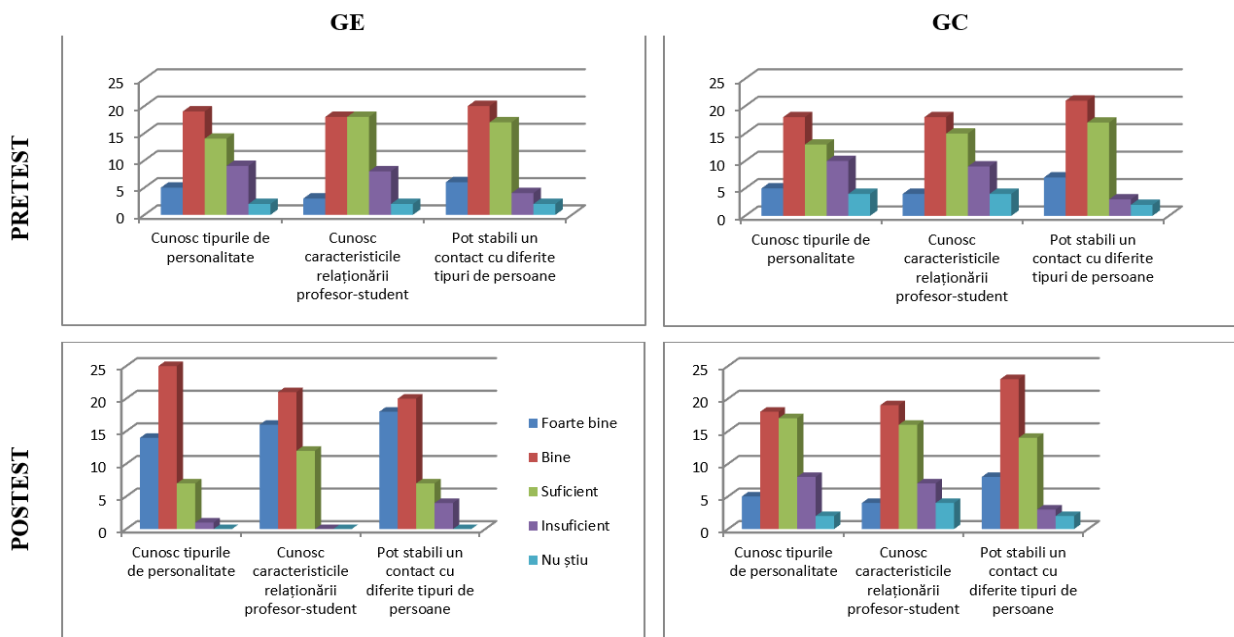 GE
GC
PRETEST
25
20
15
10
5
0
Cunosc tipurile de
personalitate
Cunosc
caracteristicile
relaționării
profesor-student
Pot stabili un
contact cu diferite
tipuri de persoane
25
20
15
10
5
0
Cunosc tipurile de
personalitate
Cunosc
caracteristicile
relaționării
profesor-student
Pot stabili un
contact cu diferite
tipuri de persoane
POSTEST
25
20
15
10
5
0
Cunosc tipurile
de personalitate
Cunosc
caracteristicile
relaționării
profesor-student
Pot stabili un
contact cu
diferite tipuri de
persoane
Foarte bine
Bine
Suficient
Insuficient
Nu știu
25
20
15
10
5
0
Cunosc tipurile
de personalitate
Cunosc
caracteristicile
relaționării
profesor-student
Pot stabili un
contact cu
diferite tipuri de
persoane